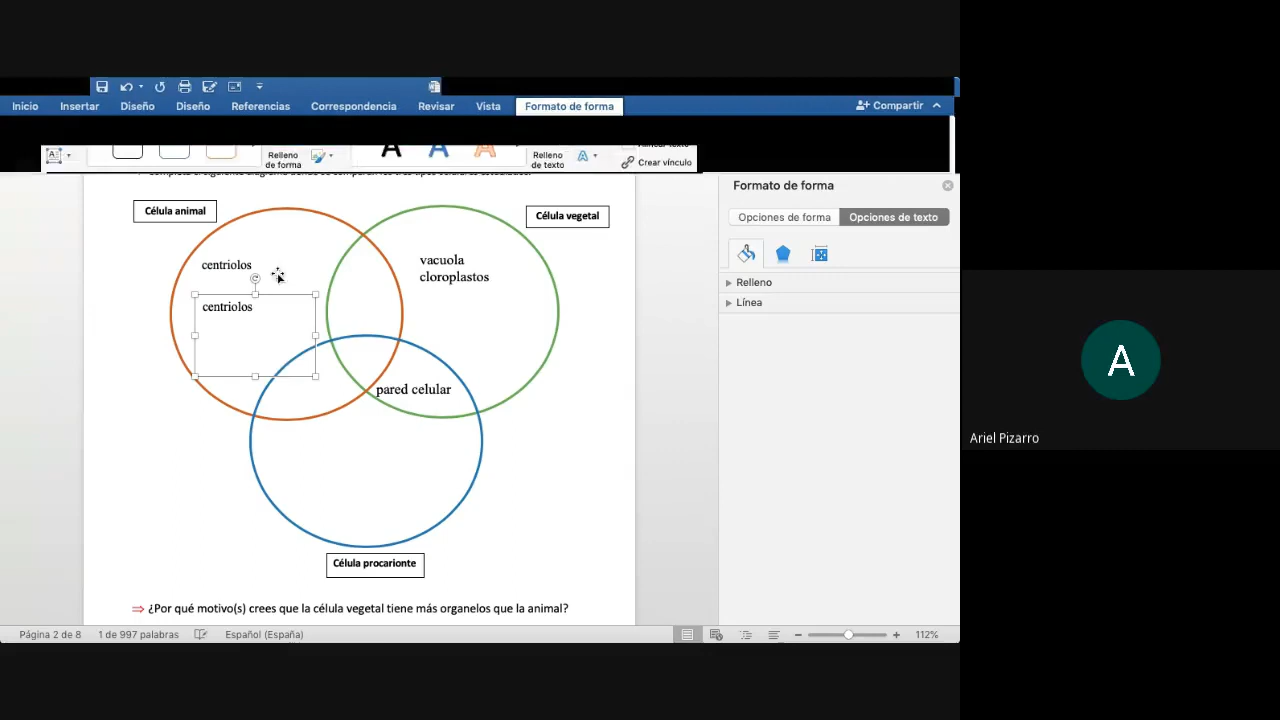 Inicio Insertar Diseño Diseño Referencias Correspondencia Revisar Vista Formato de forma Compartir
Relleno
de forma
Relleno
de texto
Crear vínculo
Formato de forma
Opciones de forma Opciones de texto
Relleno
Línea
Célula animal
Célula vegetal
centriolos
centriolos
vacuola
cloroplastos
pared celular
Célula procarionte
⇒ ¿Por qué motivo(s) crees que la célula vegetal tiene más organelos que la animal?
Página 2 de 8 1 de 997 palabras Español (España) 112%
A
Ariel Pizarro